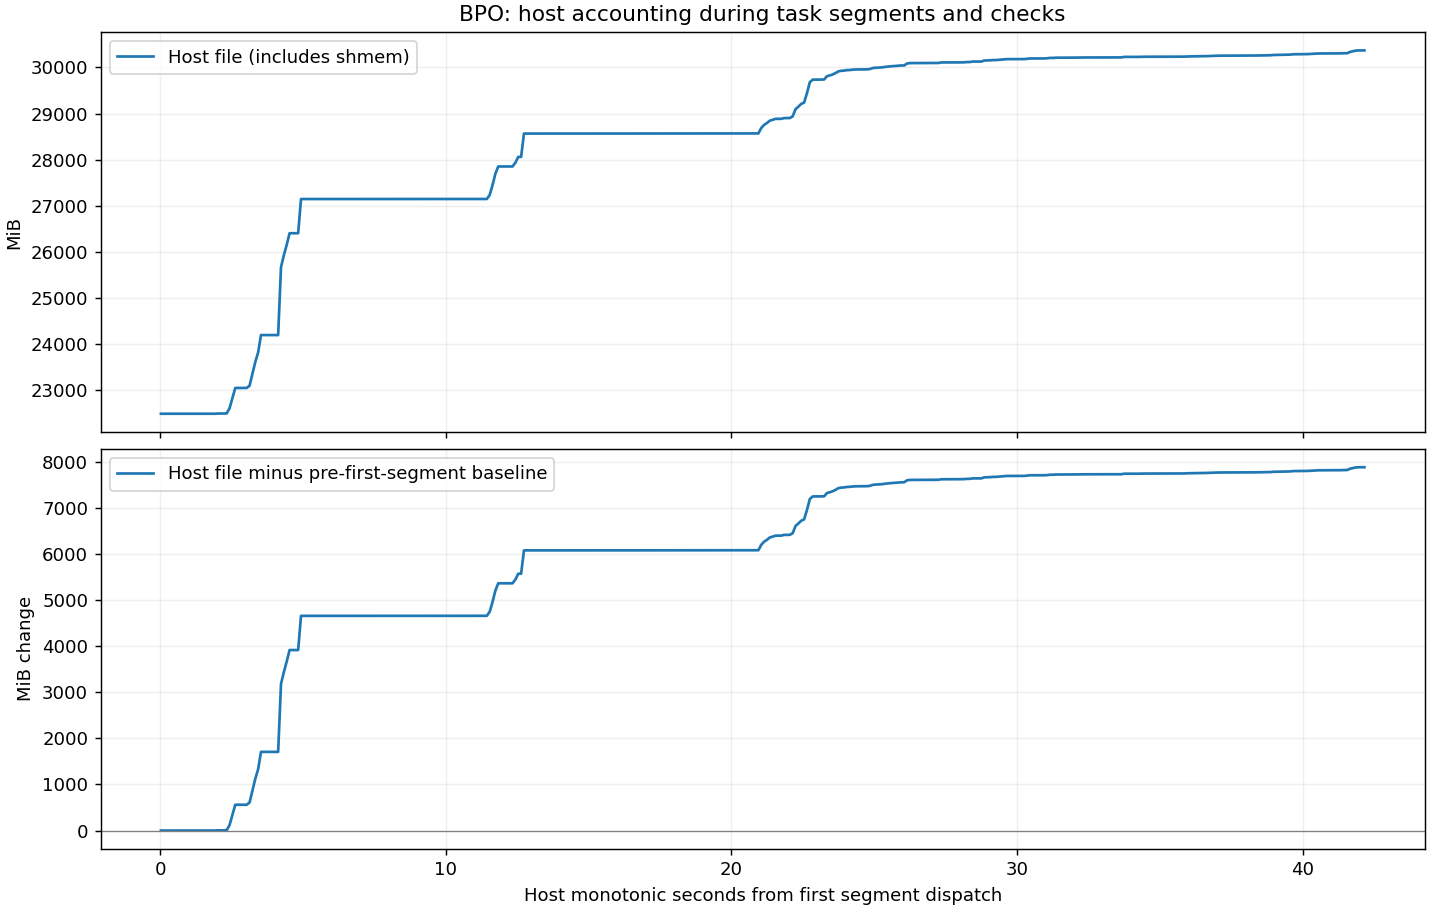 BPO: host accounting during task segments and checks
Host file (includes shmem)
30000
29000
28000
27000
26000
25000
24000
23000
MiB
Host file minus pre-first-segment baseline
8000
7000
6000
5000
4000
3000
2000
1000
0
MiB change
0 10 20 30 40
Host monotonic seconds from first segment dispatch